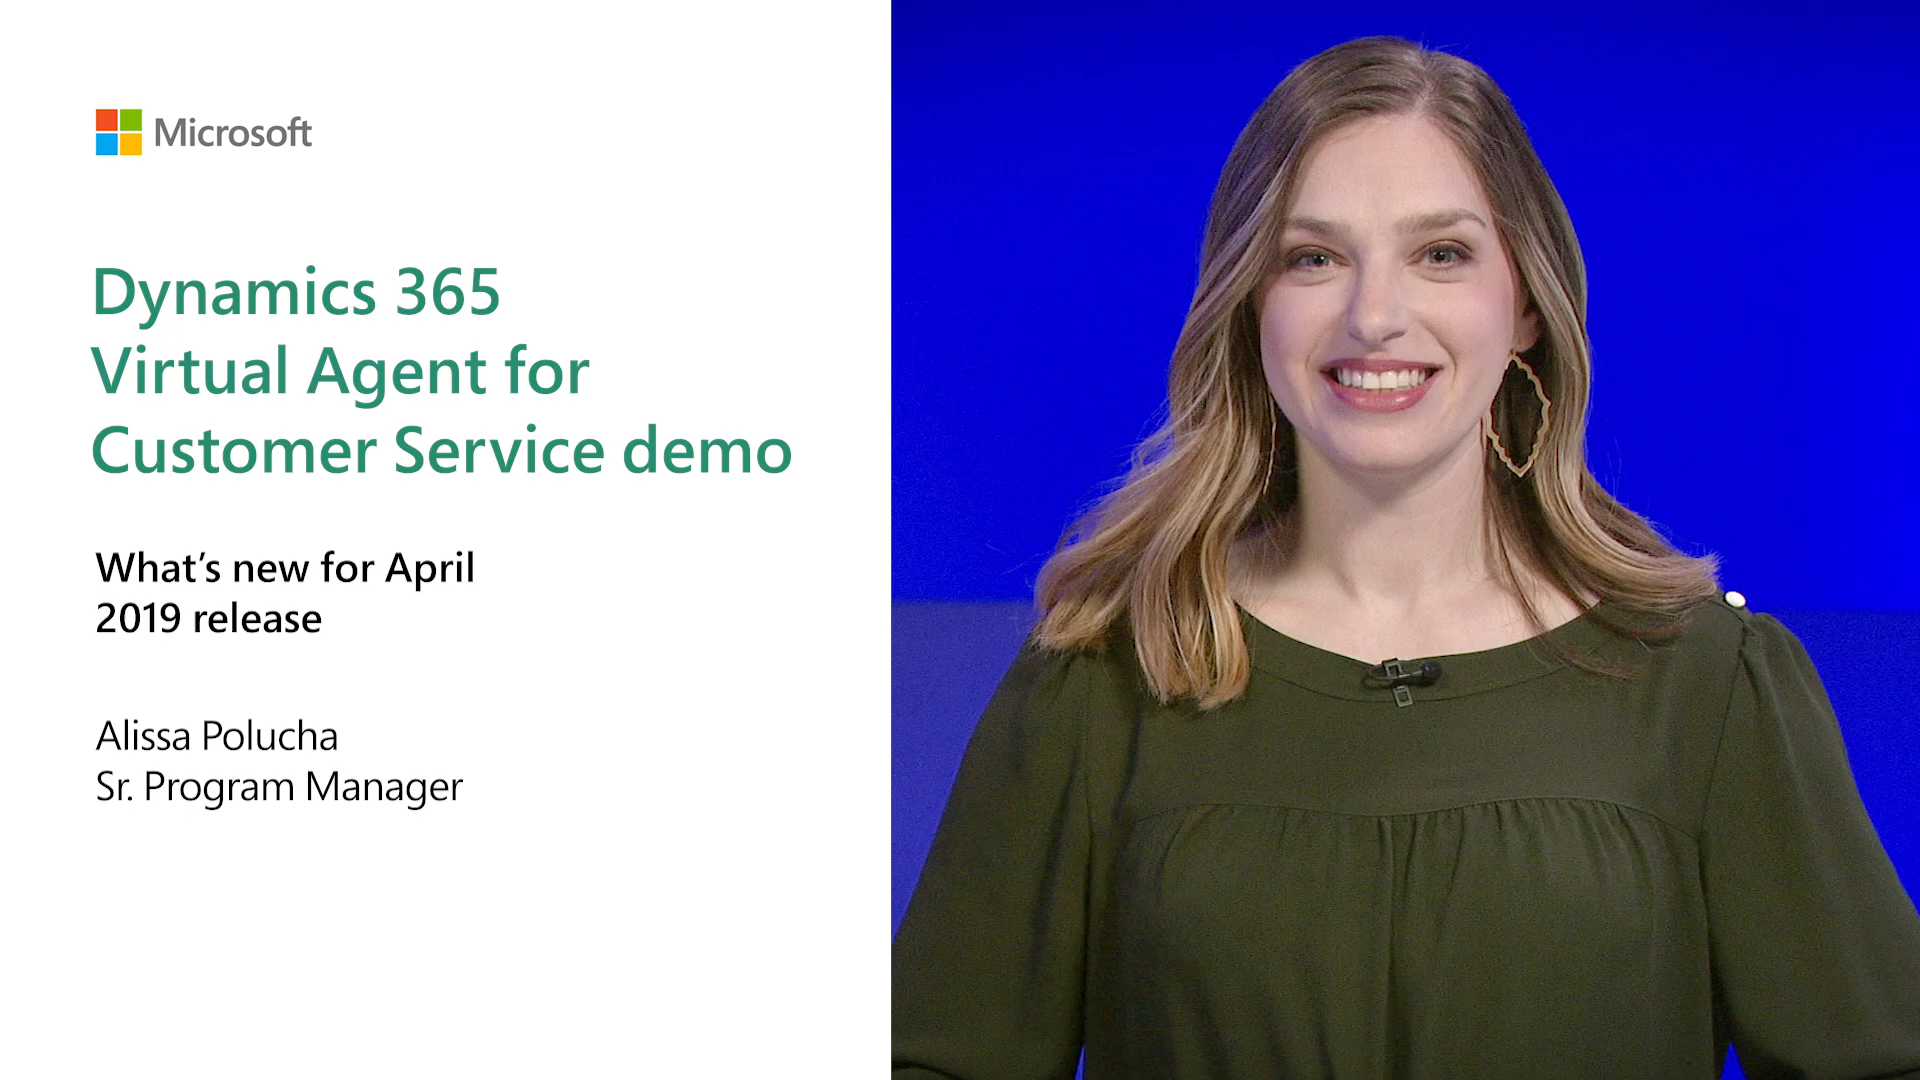 Microsoft
Dynamics 365
Virtual Agent for
Customer Service demo
What’s new for April
2019 release
Alissa Polucha
Sr. Program Manager